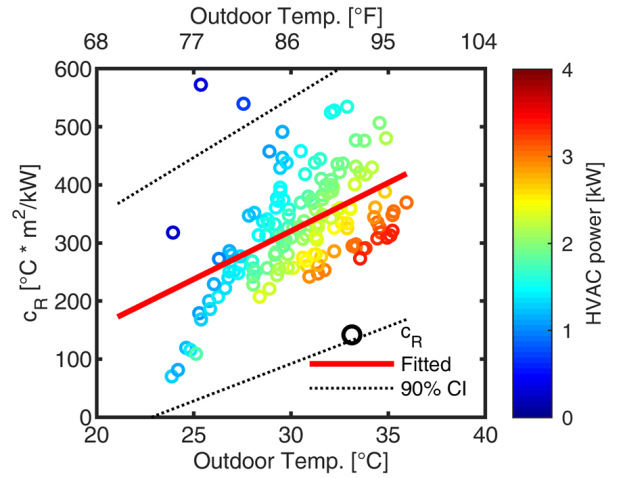 Outdoor Temp. [°F]
68 77 86 95 104
600
500
400
300
200
100
0
c_R [°C * m²/kW]
20 25 30 35 40
Outdoor Temp. [°C]
c_R
Fitted
90% CI
4
3
2
1
0
HVAC power [kW]